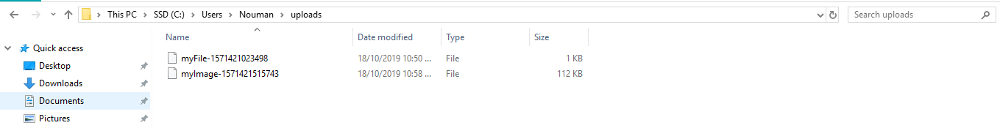 This PC > SSD (C:) > Users > Nouman > uploads
Search uploads
Name Date modified Type Size
Quick access
myFile-1571421023498 18/10/2019 10:50 ... File 1 KB
Desktop
myImage-1571421515743 18/10/2019 10:58 ... File 112 KB
Downloads
Documents
Pictures